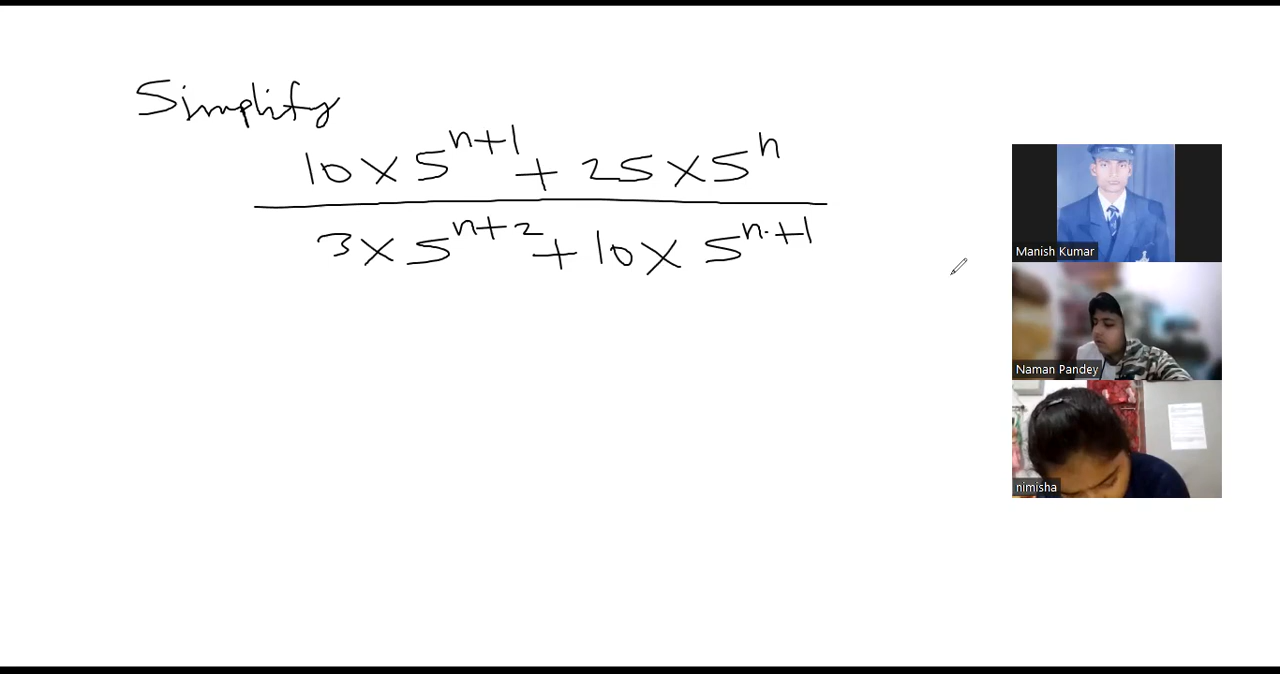 Simplify
10 × 5^{n+1} + 25 × 5^{n}
3 × 5^{n+2} + 10 × 5^{n+1}
Manish Kumar
Naman Pandey
nimisha